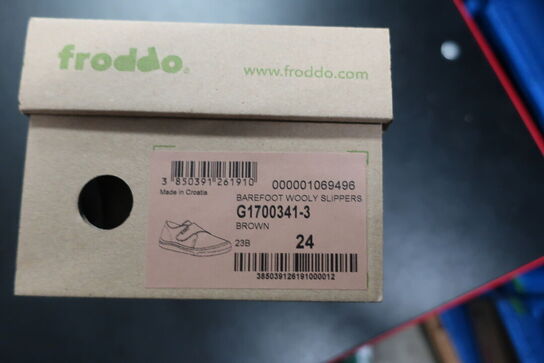 froddo®
www.froddo.com
3 850391 261910
000001069496
Made in Croatia
BAREFOOT WOOLY SLIPPERS
G1700341-3
BROWN
23B 24
385039126191000012